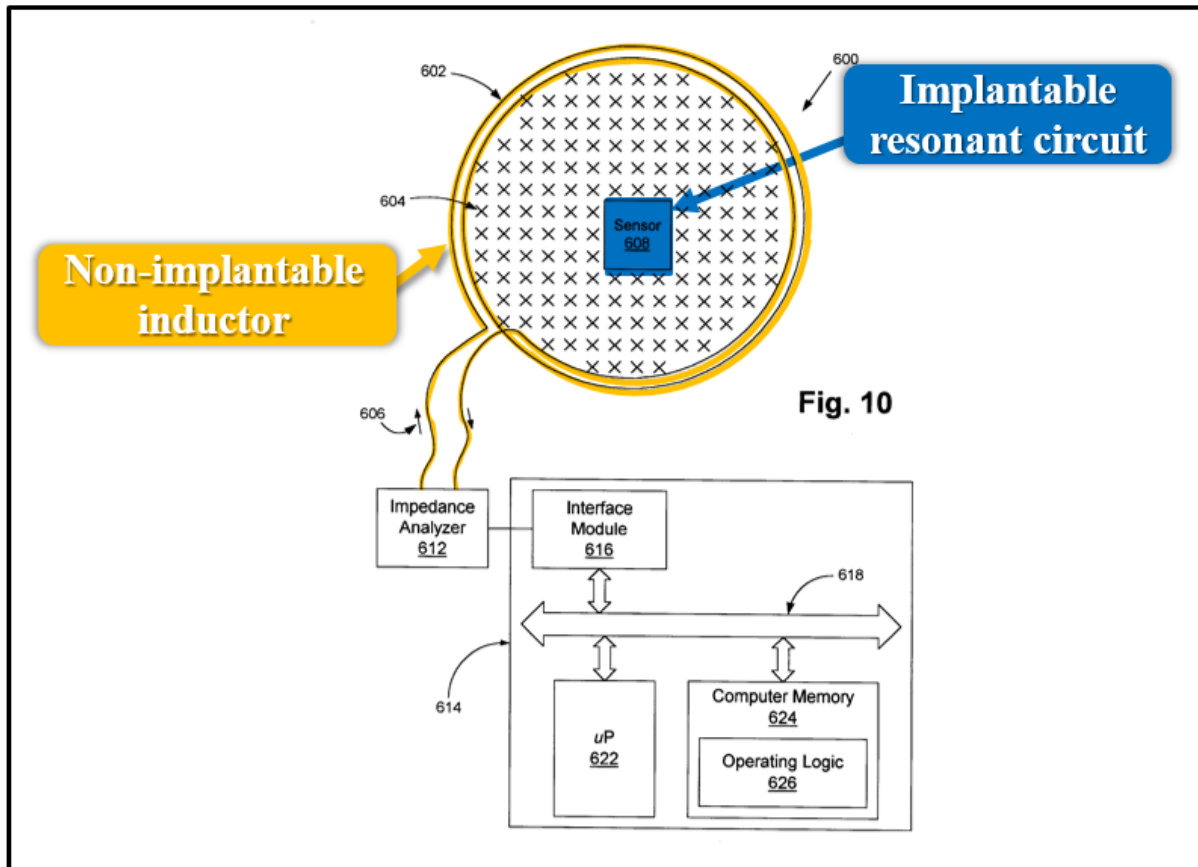 602
600
Implantable
resonant circuit
604
Sensor
608
Non-implantable
inductor
Fig. 10
606
Impedance
Analyzer
612
Interface
Module
616
618
614
uP
622
Computer Memory
624
Operating Logic
626